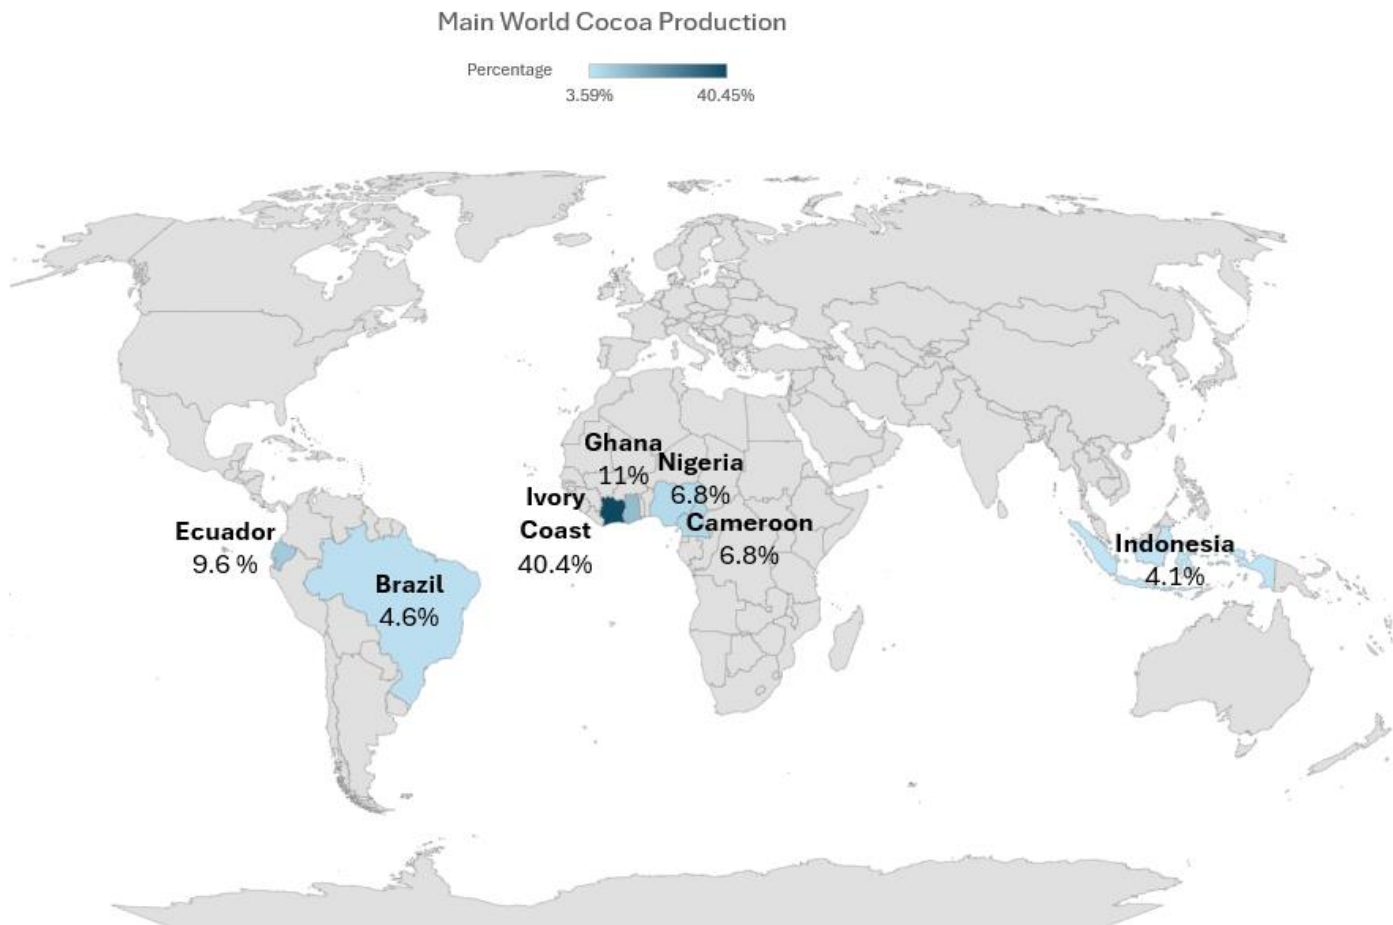 Main World Cocoa Production
Percentage
3.59%
40.45%
Ghana
11%
Nigeria
6.8%
Ivory
Coast
40.4%
Cameroon
6.8%
Ecuador
9.6 %
Brazil
4.6%
Indonesia
4.1%